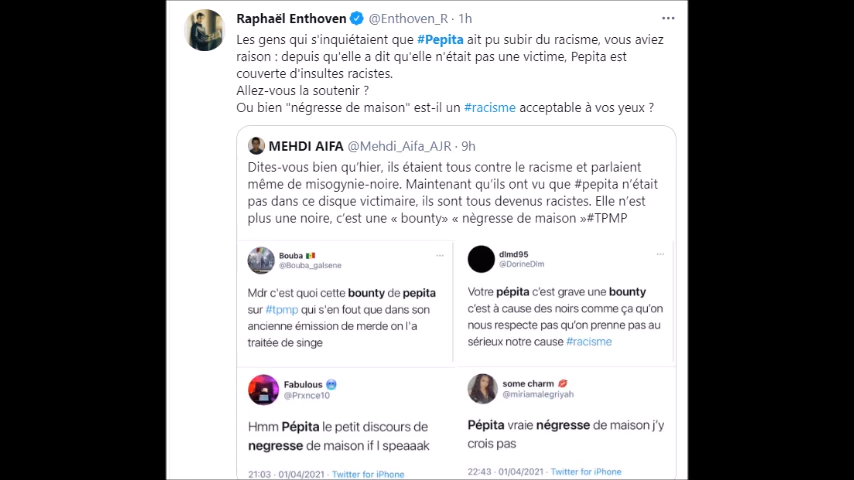 Raphaël Enthoven @Enthoven_R · 1h
Les gens qui s'inquiétaient que #Pepita ait pu subir du racisme, vous aviez
raison : depuis qu'elle a dit qu'elle n'était pas une victime, Pepita est
couverte d'insultes racistes.
Allez-vous la soutenir ?
Ou bien "négresse de maison" est-il un #racisme acceptable à vos yeux ?
MEHDI AIFA @Mehdi_Aifa_AJR · 9h
Dites-vous bien qu'hier, ils étaient tous contre le racisme et parlaient
même de misogynie-noire. Maintenant qu'ils ont vu que #pepita n'était
pas dans ce disque victimaire, ils sont tous devenus racistes. Elle n'est
plus une noire, c'est une « bounty» « nègresse de maison »#TPMP
Bouba
@Bouba_galsene
Mdr c'est quoi cette bounty de pepita
sur #tpmp qui s'en fout que dans son
ancienne émission de merde on l'a
traitée de singe
dlmd95
@DorineDlm
Votre pépita c'est grave une bounty
c'est à cause des noirs comme ça qu'on
nous respecte pas qu'on prenne pas au
sérieux notre cause #racisme
Fabulous
@Prxnce10
Hmm Pépita le petit discours de
negresse de maison if I speaaak
21:03 · 01/04/2021 · Twitter for iPhone
some charm
@miriamalegriyah
Pépita vraie négresse de maison j'y
crois pas
22:43 · 01/04/2021 · Twitter for iPhone